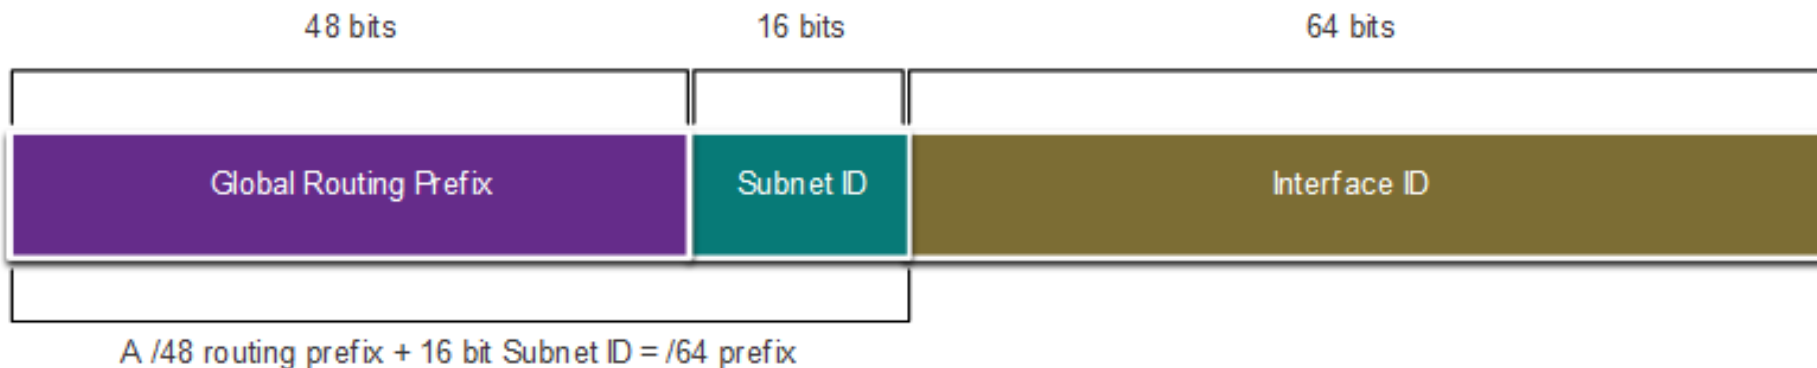 48 bits 16 bits 64 bits
Global Routing Prefix Subnet ID Interface ID
A /48 routing prefix + 16 bit Subnet ID = /64 prefix